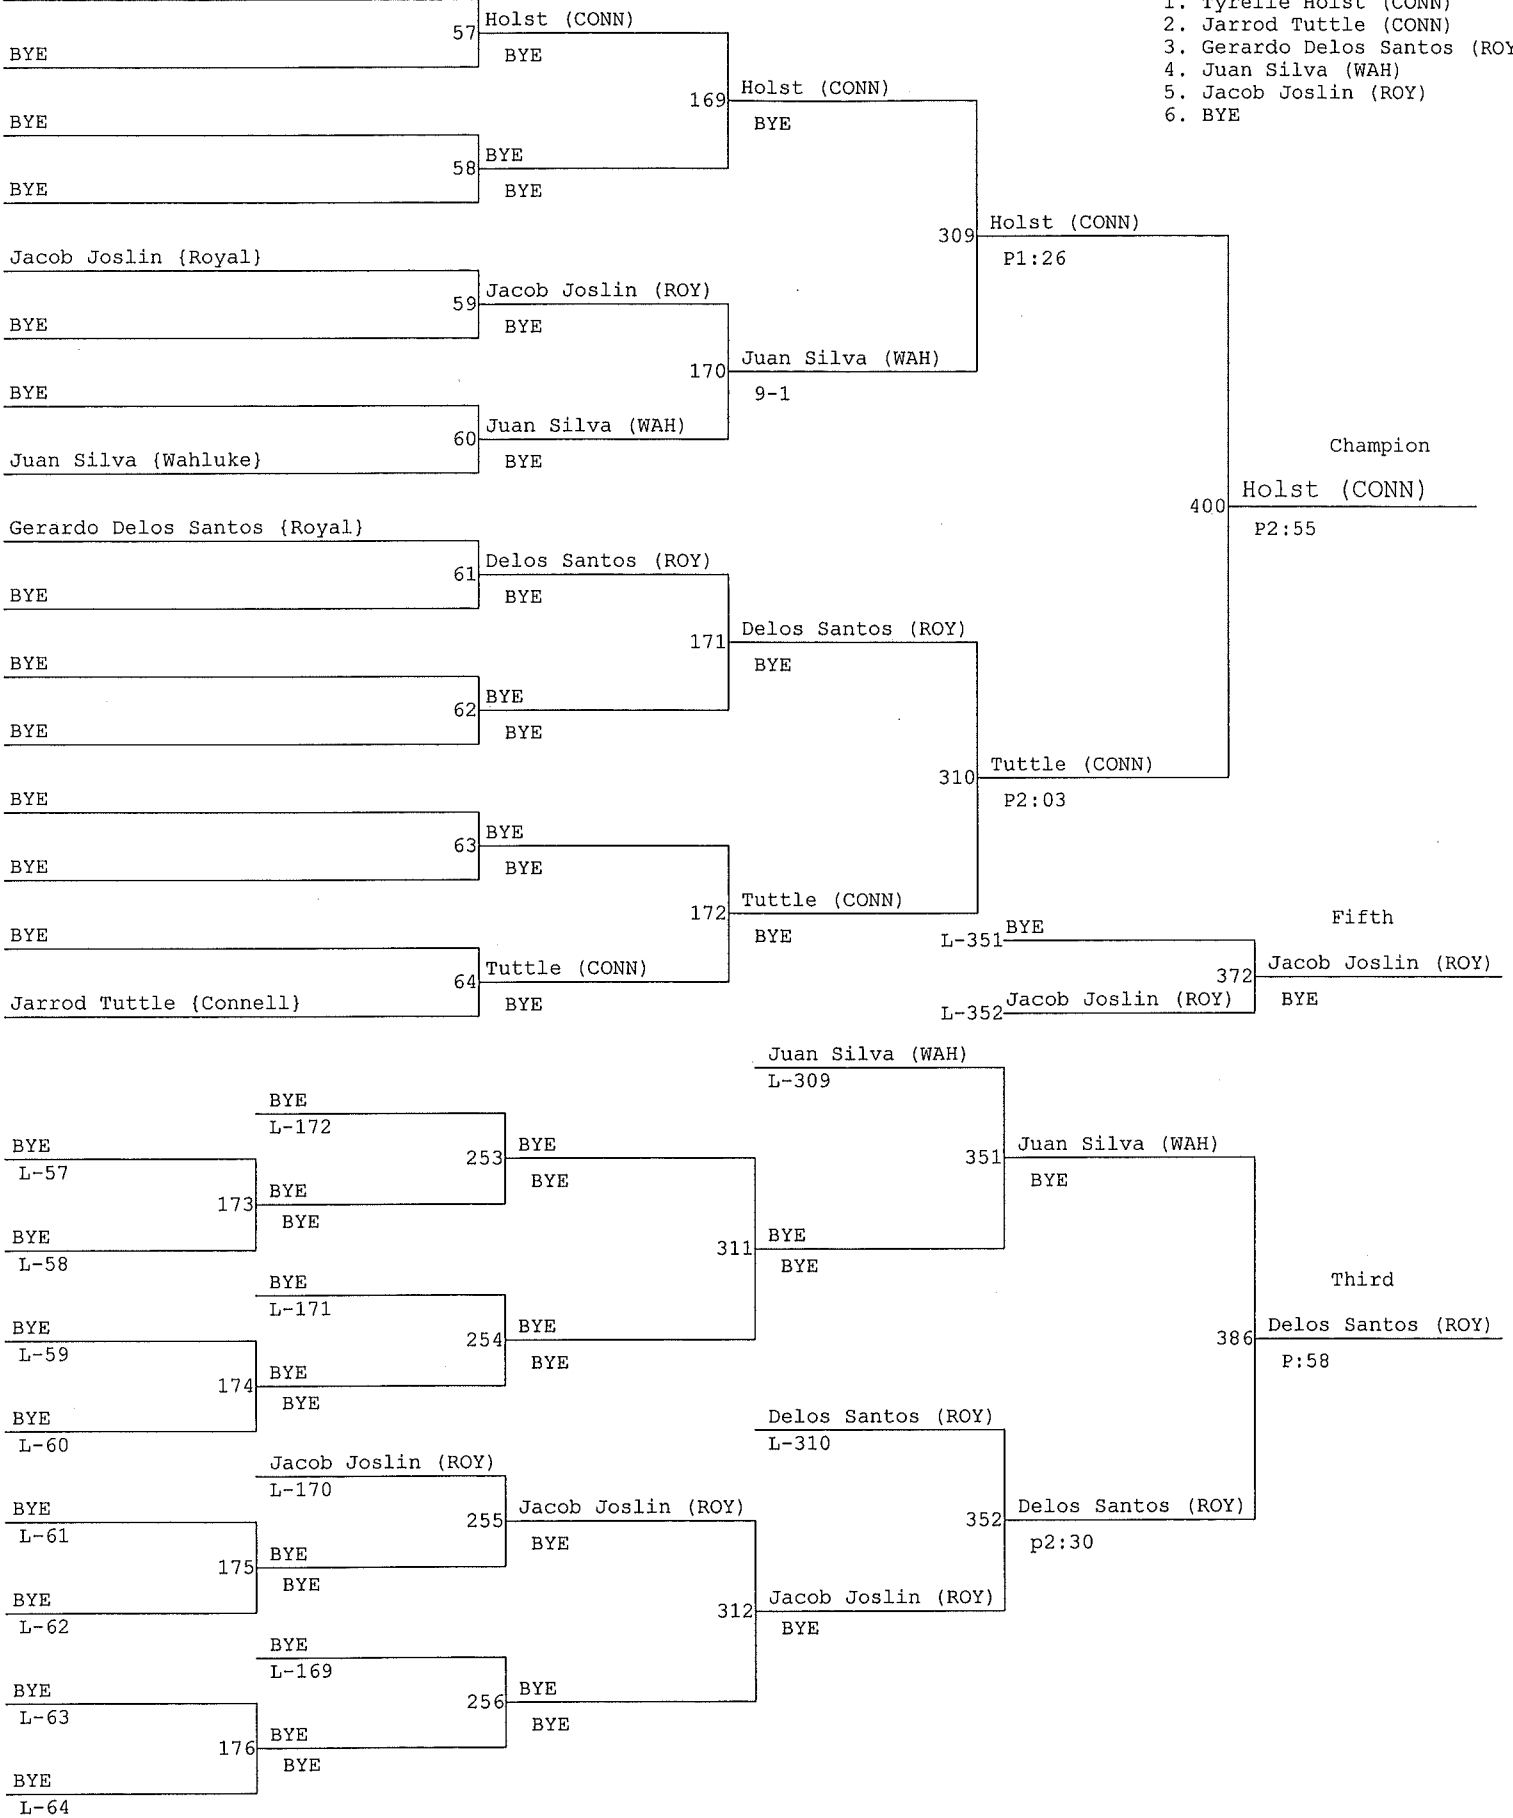 1. Tyrelle Holst (CONN)
2. Jarrod Tuttle (CONN)
3. Gerardo Delos Santos (ROY
4. Juan Silva (WAH)
5. Jacob Joslin (ROY)
6. BYE
57 Holst (CONN)
BYE
BYE
169 Holst (CONN)
BYE
BYE
58 BYE
BYE
BYE
309 Holst (CONN)
P1:26
Jacob Joslin {Royal}
59 Jacob Joslin (ROY)
BYE
BYE
170 Juan Silva (WAH)
9-1
BYE
60 Juan Silva (WAH)
BYE
Juan Silva {Wahluke}
Champion
400 Holst (CONN)
P2:55
Gerardo Delos Santos {Royal}
61 Delos Santos (ROY)
BYE
BYE
171 Delos Santos (ROY)
BYE
BYE
62 BYE
BYE
BYE
310 Tuttle (CONN)
P2:03
BYE
63 BYE
BYE
BYE
172 Tuttle (CONN)
BYE
BYE
64 Tuttle (CONN)
BYE
Jarrod Tuttle {Connell}
Fifth
L-351 BYE
372 Jacob Joslin (ROY)
BYE
L-352 Jacob Joslin (ROY)
Juan Silva (WAH)
L-309
BYE
L-172
BYE
L-57
253 BYE
BYE
351 Juan Silva (WAH)
BYE
173 BYE
BYE
BYE
L-58
311 BYE
BYE
BYE
L-171
Third
BYE
L-59
254 BYE
BYE
386 Delos Santos (ROY)
P:58
174 BYE
BYE
BYE
L-60
Delos Santos (ROY)
L-310
Jacob Joslin (ROY)
L-170
BYE
L-61
255 Jacob Joslin (ROY)
BYE
352 Delos Santos (ROY)
p2:30
175 BYE
BYE
BYE
L-62
312 Jacob Joslin (ROY)
BYE
BYE
L-169
BYE
L-63
256 BYE
BYE
176 BYE
BYE
BYE
L-64